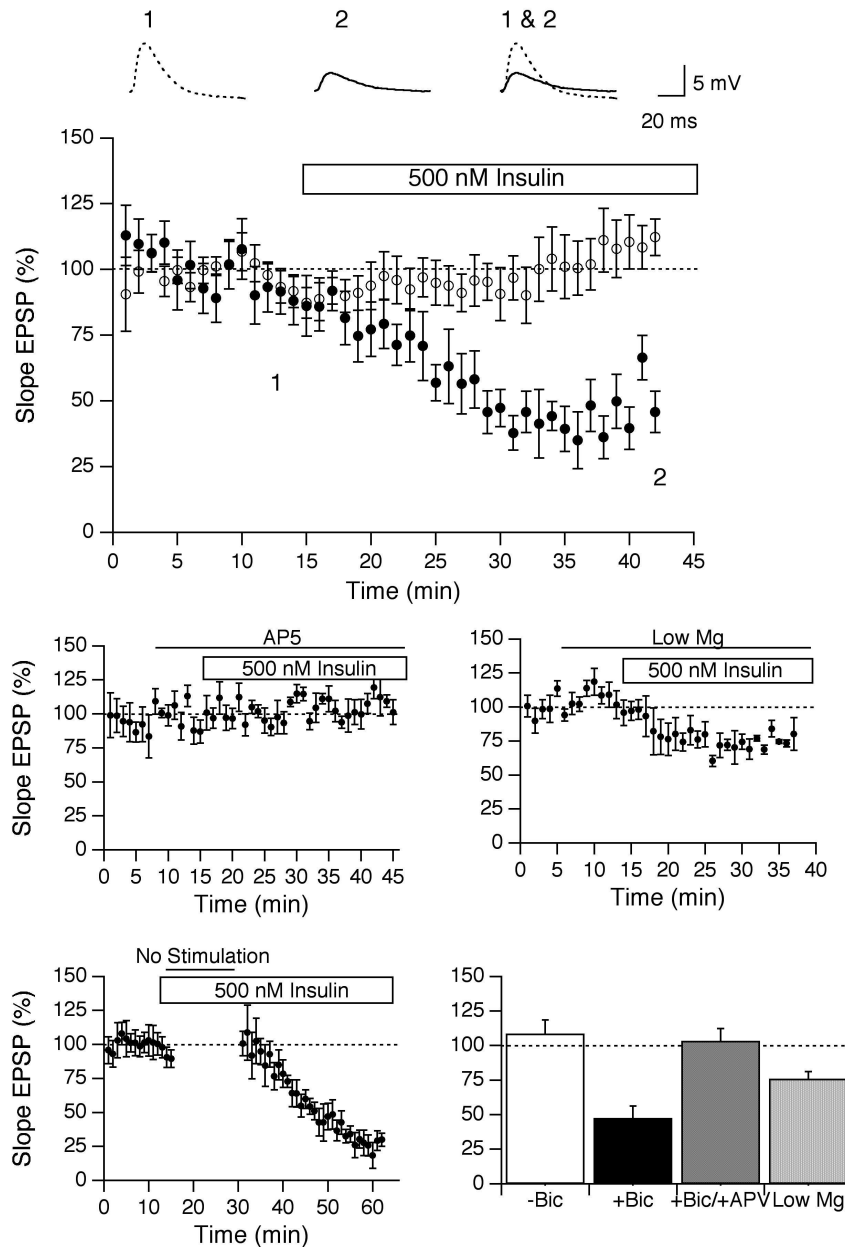 1
2
1 & 2
5 mV
20 ms
150
125
100
75
50
25
0
Slope EPSP (%)
500 nM Insulin
1
2
0 5 10 15 20 25 30 35 40 45
Time (min)
150
125
100
75
50
25
0
Slope EPSP (%)
AP5
500 nM Insulin
0 5 10 15 20 25 30 35 40 45
Time (min)
150
125
100
75
50
25
0
Low Mg
500 nM Insulin
0 5 10 15 20 25 30 35 40
Time (min)
150
125
100
75
50
25
0
Slope EPSP (%)
No Stimulation
500 nM Insulin
0 10 20 30 40 50 60
Time (min)
150
125
100
75
50
25
0
-Bic +Bic +Bic/+APV Low Mg